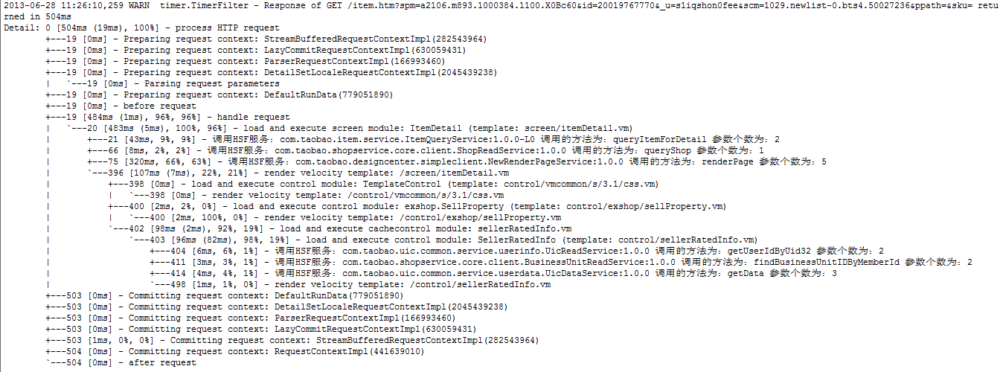 2013-06-28 11:26:10,259 WARN  timer.TimerFilter - Response of GET /item.htm?spm=a2106.m893.1000384.1100.X0Bc60&id=20019767770&_u=s1iqshon0fee&scm=1029.newlist-0.bts4.50027236&ppath=&sku= retu
rned in 504ms
Detail: 0 [504ms (19ms), 100%] - process HTTP request
        +---19 [0ms] - Preparing request context: StreamBufferedRequestContextImpl(282543964)
        +---19 [0ms] - Preparing request context: LazyCommitRequestContextImpl(630059431)
        +---19 [0ms] - Preparing request context: ParserRequestContextImpl(166993460)
        +---19 [0ms] - Preparing request context: DetailSetLocaleRequestContextImpl(2045439238)
        |   `---19 [0ms] - Parsing request parameters
        +---19 [0ms] - Preparing request context: DefaultRunData(779051890)
        +---19 [0ms] - before request
        +---19 [484ms (1ms), 96%, 96%] - handle request
        |   `---20 [483ms (5ms), 100%, 96%] - load and execute screen module: ItemDetail (template: screen/itemDetail.vm)
        |       +---21 [43ms, 9%, 9%] - 调用HSF服务: com.taobao.item.service.ItemQueryService:1.0.0-L0 调用的方法为: queryItemForDetail 参数个数为: 2
        |       +---66 [8ms, 2%, 2%] - 调用HSF服务: com.taobao.shopservice.core.client.ShopReadService:1.0.0 调用的方法为: queryShop 参数个数为: 1
        |       +---75 [320ms, 66%, 63%] - 调用HSF服务: com.taobao.designcenter.simpleclient.NewRenderPageService:1.0.0 调用的方法为: renderPage 参数个数为: 5
        |       `---396 [107ms (7ms), 22%, 21%] - render velocity template: /screen/itemDetail.vm
        |           +---398 [0ms] - load and execute control module: TemplateControl (template: control/vmcommon/s/3.1/css.vm)
        |           |   `---398 [0ms] - render velocity template: /control/vmcommon/s/3.1/css.vm
        |           +---400 [2ms, 2%, 0%] - load and execute control module: exshop.SellProperty (template: control/exshop/sellProperty.vm)
        |           |   `---400 [2ms, 100%, 0%] - render velocity template: /control/exshop/sellProperty.vm
        |           `---402 [98ms (2ms), 92%, 19%] - load and execute cachecontrol module: sellerRatedInfo.vm
        |               `---403 [96ms (82ms), 98%, 19%] - load and execute control module: SellerRatedInfo (template: control/sellerRatedInfo.vm)
        |                   +---404 [6ms, 6%, 1%] - 调用HSF服务: com.taobao.uic.common.service.userinfo.UicReadService:1.0.0 调用的方法为: getUserIdByUid32 参数个数为: 2
        |                   +---411 [3ms, 3%, 1%] - 调用HSF服务: com.taobao.shopservice.core.client.BusinessUnitReadService:1.0.0 调用的方法为: findBusinessUnitIDByMemberId 参数个数为: 2
        |                   +---414 [4ms, 4%, 1%] - 调用HSF服务: com.taobao.uic.common.service.userdata.UicDataService:1.0.0 调用的方法为: getData 参数个数为: 3
        |                   `---498 [1ms, 1%, 0%] - render velocity template: /control/sellerRatedInfo.vm
        +---503 [0ms] - Committing request context: DefaultRunData(779051890)
        +---503 [0ms] - Committing request context: DetailSetLocaleRequestContextImpl(2045439238)
        +---503 [0ms] - Committing request context: ParserRequestContextImpl(166993460)
        +---503 [0ms] - Committing request context: LazyCommitRequestContextImpl(630059431)
        +---503 [1ms, 0%, 0%] - Committing request context: StreamBufferedRequestContextImpl(282543964)
        +---504 [0ms] - Committing request context: RequestContextImpl(441639010)
        `---504 [0ms] - after request